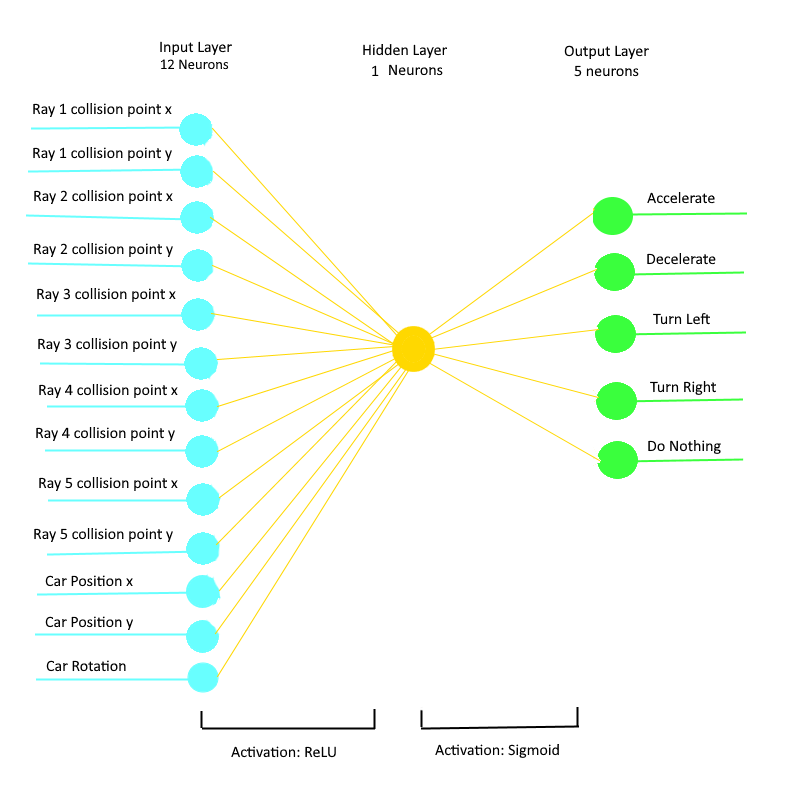 Input Layer
12 Neurons
Hidden Layer
1 Neurons
Output Layer
5 neurons
Ray 1 collision point x
Ray 1 collision point y
Ray 2 collision point x
Ray 2 collision point y
Ray 3 collision point x
Ray 3 collision point y
Ray 4 collision point x
Ray 4 collision point y
Ray 5 collision point x
Ray 5 collision point y
Car Position x
Car Position y
Car Rotation
Accelerate
Decelerate
Turn Left
Turn Right
Do Nothing
Activation: ReLU
Activation: Sigmoid